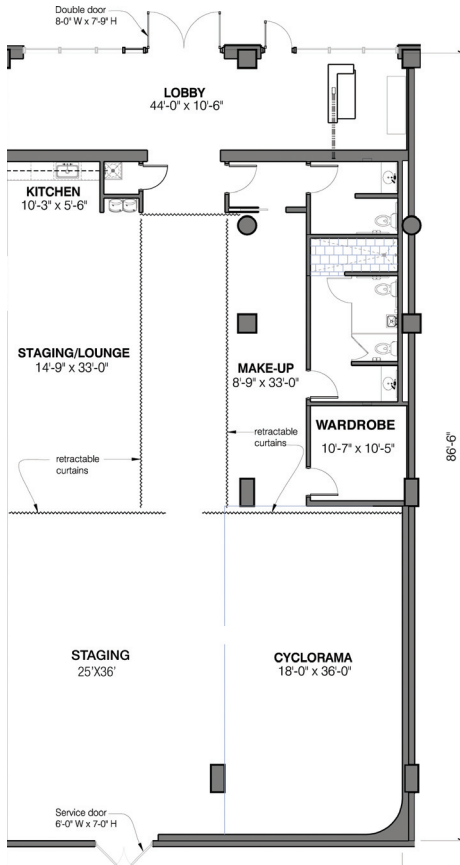 Double door
8-0" W x 7'-9" H
LOBBY
44'-0" x 10'-6"
KITCHEN
10'-3" x 5'-6"
STAGING/LOUNGE
14'-9" x 33'-0"
MAKE-UP
8'-9" x 33'-0"
WARDROBE
10'-7" x 10'-5"
retractable
curtains
retractable
curtains
86'-6"
STAGING
25'X36'
CYCLORAMA
18'-0" x 36'-0"
Service door
6'-0" W x 7-0" H